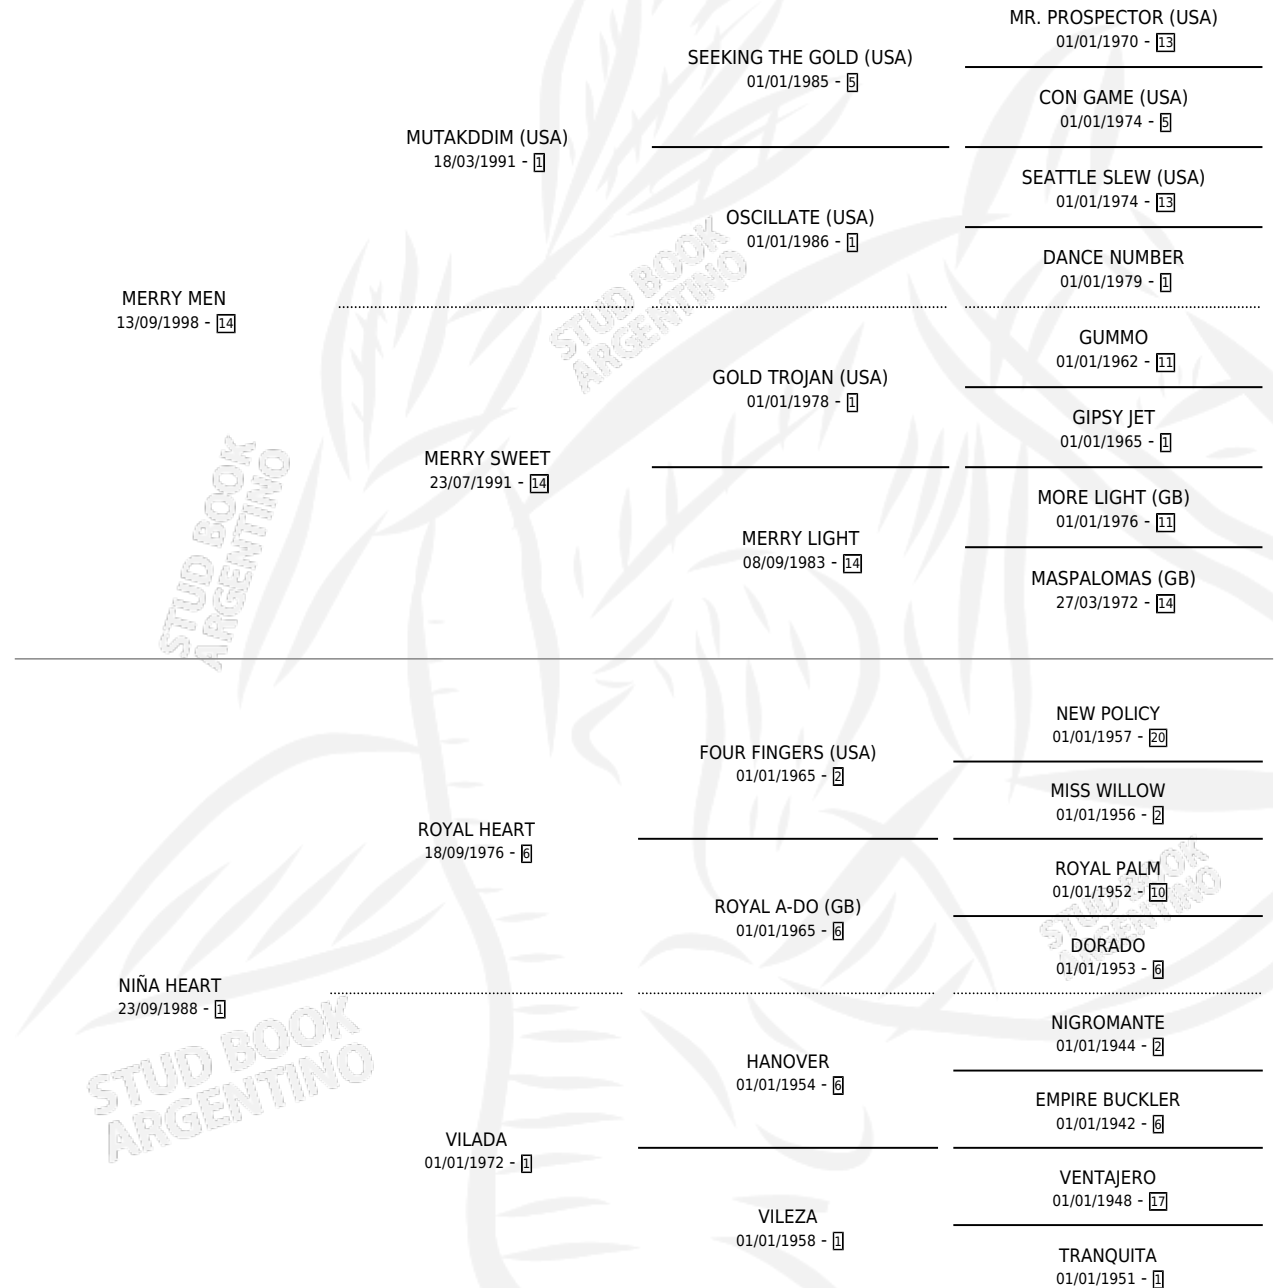 MR. PROSPECTOR (USA)
01/01/1970 - 13
SEEKING THE GOLD (USA)
01/01/1985 - 5
CON GAME (USA)
01/01/1974 - 5
MUTAKDDIM (USA)
18/03/1991 - 1
SEATTLE SLEW (USA)
01/01/1974 - 13
OSCILLATE (USA)
01/01/1986 - 1
DANCE NUMBER
01/01/1979 - 1
MERRY MEN
13/09/1998 - 14
GUMMO
01/01/1962 - 11
GOLD TROJAN (USA)
01/01/1978 - 1
GIPSY JET
01/01/1965 - 1
MERRY SWEET
23/07/1991 - 14
MORE LIGHT (GB)
01/01/1976 - 11
MERRY LIGHT
08/09/1983 - 14
MASPALOMAS (GB)
27/03/1972 - 14
NEW POLICY
01/01/1957 - 20
FOUR FINGERS (USA)
01/01/1965 - 2
MISS WILLOW
01/01/1956 - 2
ROYAL HEART
18/09/1976 - 6
ROYAL PALM
01/01/1952 - 10
ROYAL A-DO (GB)
01/01/1965 - 6
DORADO
01/01/1953 - 6
NIÑA HEART
23/09/1988 - 1
NIGROMANTE
01/01/1944 - 2
HANOVER
01/01/1954 - 6
EMPIRE BUCKLER
01/01/1942 - 6
VILADA
01/01/1972 - 1
VENTAJERO
01/01/1948 - 17
VILEZA
01/01/1958 - 1
TRANQUITA
01/01/1951 - 1
STUD BOOK
ARGENTINO
STUD BOOK
ARGENTINO
STUD BOOK
ARGENTINO
STUD BOOK
ARGENTINO